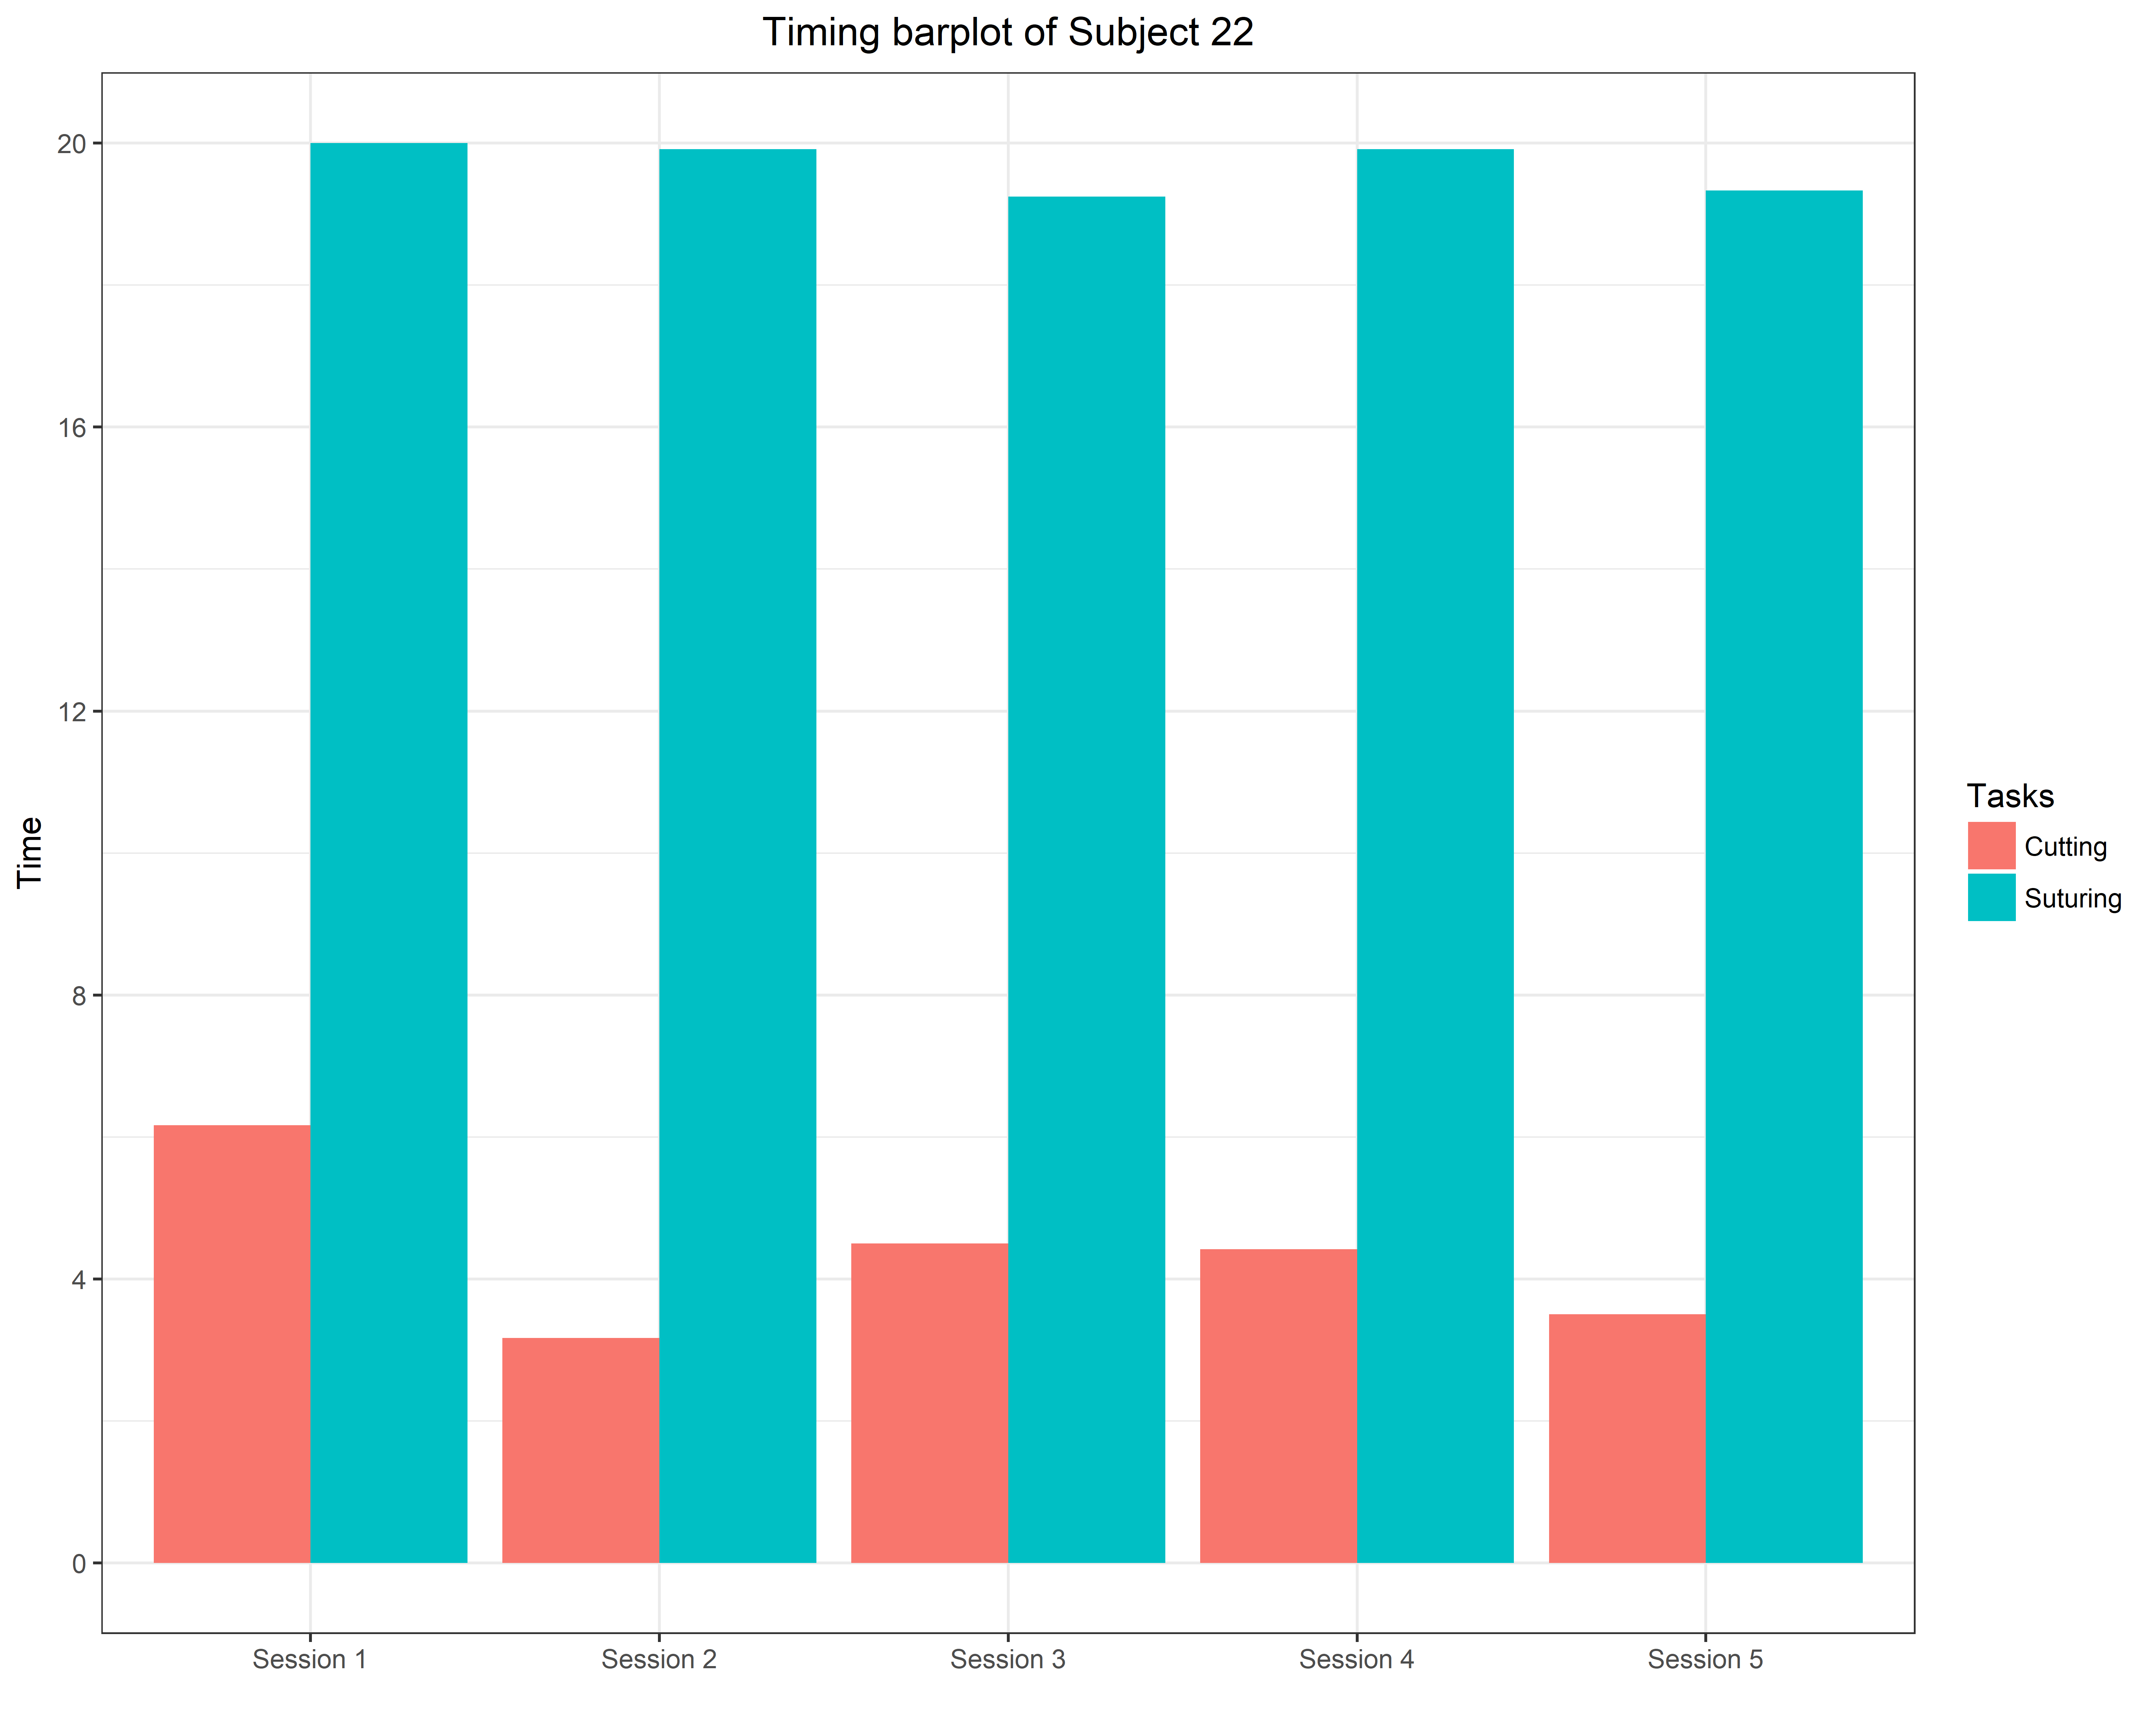 Timing barplot of Subject 22
Time
20
16
12
8
4
0
Session 1 Session 2 Session 3 Session 4 Session 5
Tasks
Cutting
Suturing